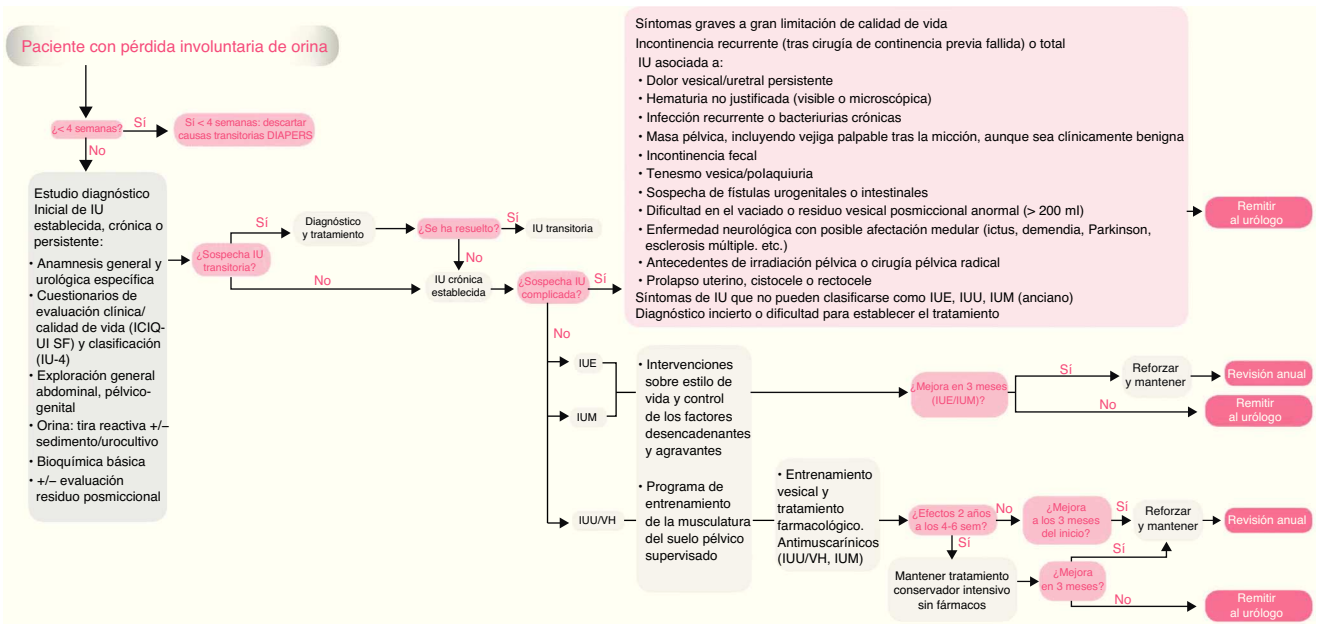 Paciente con pérdida involuntaria de orina
¿< 4 semanas?
Sí
Si < 4 semanas: descartar
causas transitorias DIAPERS
No
Estudio diagnóstico
Inicial de IU
establecida, crónica o
persistente:
• Anamnesis general y
urológica específica
• Cuestionarios de
evaluación clínica/
calidad de vida (ICIQ-
UI SF) y clasificación
(IU-4)
• Exploración general
abdominal, pélvico-
genital
• Orina: tira reactiva +/–
sedimento/urocultivo
• Bioquímica básica
• +/– evaluación
residuo posmiccional
¿Sospecha IU
transitoria?
Sí
Diagnóstico
y tratamiento
¿Se ha resuelto?
Sí
IU transitoria
No
No
IU crónica
establecida
¿Sospecha IU
complicada?
Sí
Síntomas graves a gran limitación de calidad de vida
Incontinencia recurrente (tras cirugía de continencia previa fallida) o total
IU asociada a:
• Dolor vesical/uretral persistente
• Hematuria no justificada (visible o microscópica)
• Infección recurrente o bacteriurias crónicas
• Masa pélvica, incluyendo vejiga palpable tras la micción, aunque sea clínicamente benigna
• Incontinencia fecal
• Tenesmo vesica/polaquiuria
• Sospecha de fístulas urogenitales o intestinales
• Dificultad en el vaciado o residuo vesical posmiccional anormal (> 200 ml)
• Enfermedad neurológica con posible afectación medular (ictus, demendia, Parkinson,
esclerosis múltiple. etc.)
• Antecedentes de irradiación pélvica o cirugía pélvica radical
• Prolapso uterino, cistocele o rectocele
Síntomas de IU que no pueden clasificarse como IUE, IUU, IUM (anciano)
Diagnóstico incierto o dificultad para establecer el tratamiento
Remitir
al urólogo
No
IUE
IUM
IUU/VH
• Intervenciones
sobre estilo de
vida y control
de los factores
desencadenantes
y agravantes
• Programa de
entrenamiento
de la musculatura
del suelo pélvico
supervisado
¿Mejora en 3 meses
(IUE/IUM)?
Sí
Reforzar
y mantener
Revisión anual
No
Remitir
al urólogo
• Entrenamiento
vesical y
tratamiento
farmacológico.
Antimuscarínicos
(IUU/VH, IUM)
¿Efectos 2 años
a los 4-6 sem?
No
¿Mejora
a los 3 meses
del inicio?
Sí
Reforzar
y mantener
Revisión anual
Sí
Mantener tratamiento
conservador intensivo
sin fármacos
¿Mejora
en 3 meses?
Sí
No
Remitir
al urólogo